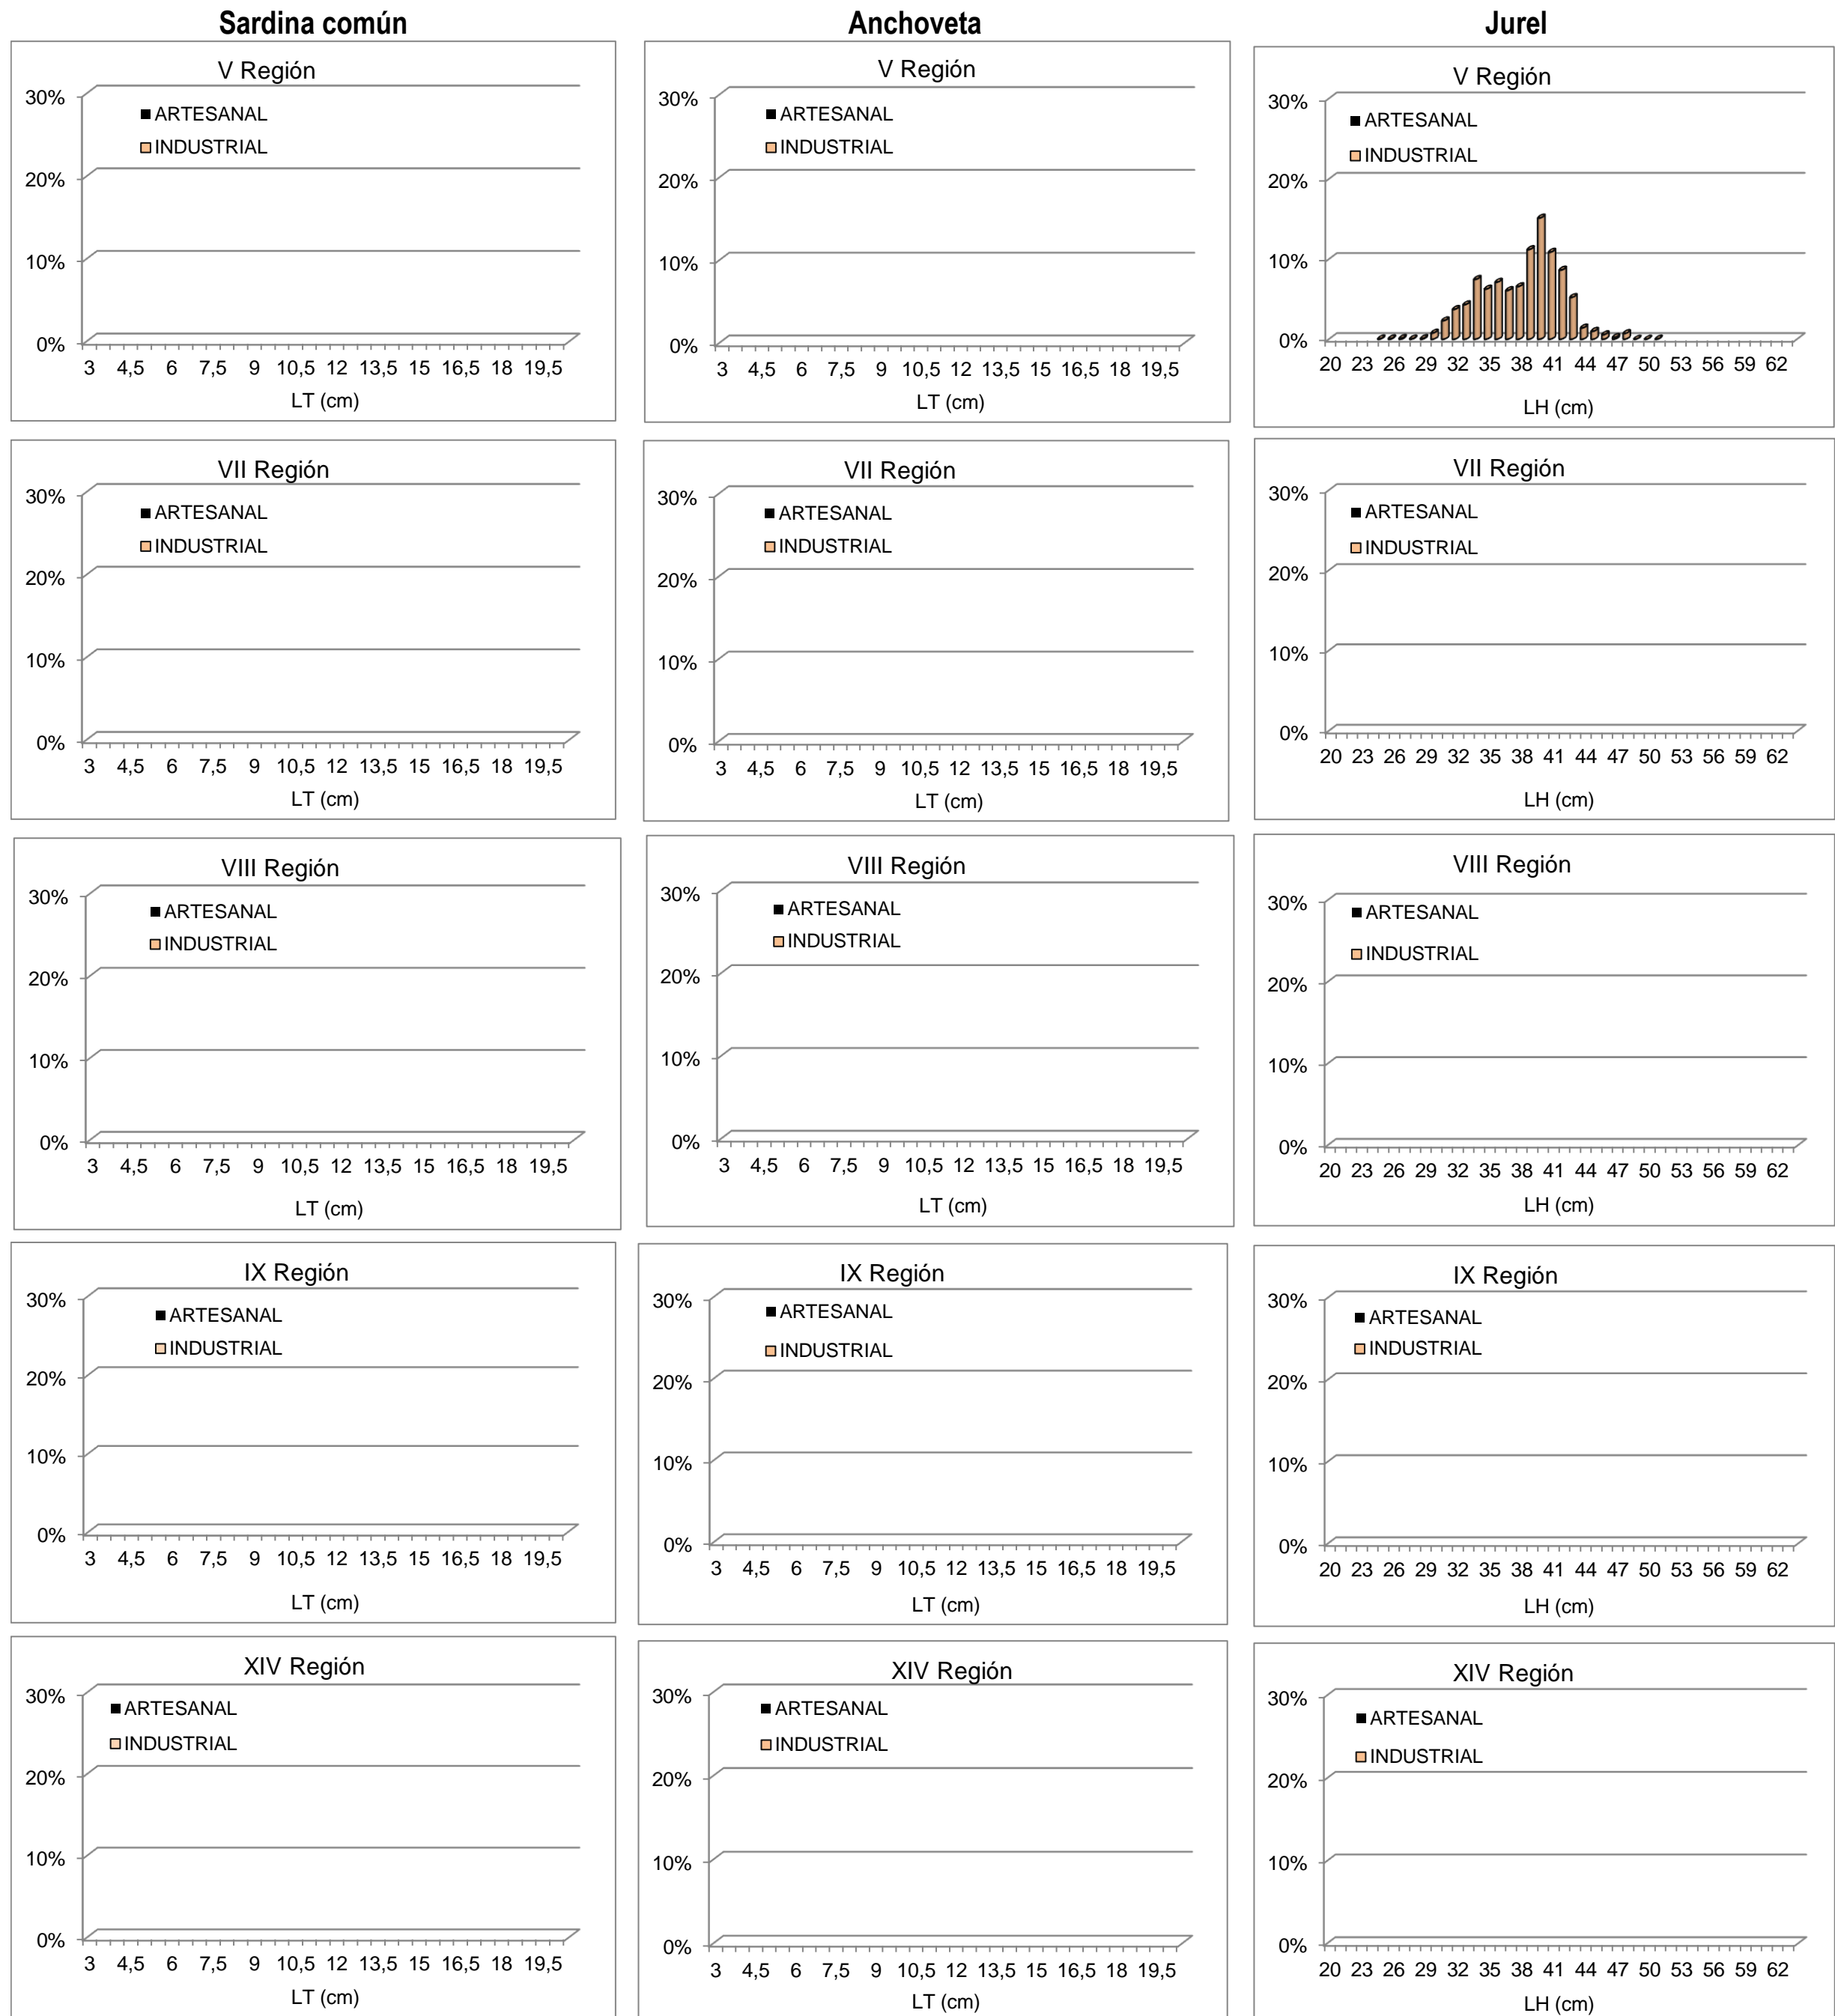 Sardina común
Anchoveta
Jurel
V Región
30%
ARTESANAL
INDUSTRIAL
20%
10%
0%
3 4,5 6 7,5 9 10,5 12 13,5 15 16,5 18 19,5
LT (cm)
V Región
30%
ARTESANAL
INDUSTRIAL
20%
10%
0%
3 4,5 6 7,5 9 10,5 12 13,5 15 16,5 18 19,5
LT (cm)
V Región
30%
ARTESANAL
INDUSTRIAL
20%
10%
0%
20 23 26 29 32 35 38 41 44 47 50 53 56 59 62
LH (cm)
VII Región
30%
ARTESANAL
INDUSTRIAL
20%
10%
0%
3 4,5 6 7,5 9 10,5 12 13,5 15 16,5 18 19,5
LT (cm)
VII Región
30%
ARTESANAL
INDUSTRIAL
20%
10%
0%
3 4,5 6 7,5 9 10,5 12 13,5 15 16,5 18 19,5
LT (cm)
VII Región
30%
ARTESANAL
INDUSTRIAL
20%
10%
0%
20 23 26 29 32 35 38 41 44 47 50 53 56 59 62
LH (cm)
VIII Región
30%
ARTESANAL
INDUSTRIAL
20%
10%
0%
3 4,5 6 7,5 9 10,5 12 13,5 15 16,5 18 19,5
LT (cm)
VIII Región
30%
ARTESANAL
INDUSTRIAL
20%
10%
0%
3 4,5 6 7,5 9 10,5 12 13,5 15 16,5 18 19,5
LT (cm)
VIII Región
30%
ARTESANAL
INDUSTRIAL
20%
10%
0%
20 23 26 29 32 35 38 41 44 47 50 53 56 59 62
LH (cm)
IX Región
30%
ARTESANAL
INDUSTRIAL
20%
10%
0%
3 4,5 6 7,5 9 10,5 12 13,5 15 16,5 18 19,5
LT (cm)
IX Región
30%
ARTESANAL
INDUSTRIAL
20%
10%
0%
3 4,5 6 7,5 9 10,5 12 13,5 15 16,5 18 19,5
LT (cm)
IX Región
30%
ARTESANAL
INDUSTRIAL
20%
10%
0%
20 23 26 29 32 35 38 41 44 47 50 53 56 59 62
LH (cm)
XIV Región
30%
ARTESANAL
INDUSTRIAL
20%
10%
0%
3 4,5 6 7,5 9 10,5 12 13,5 15 16,5 18 19,5
LT (cm)
XIV Región
30%
ARTESANAL
INDUSTRIAL
20%
10%
0%
3 4,5 6 7,5 9 10,5 12 13,5 15 16,5 18 19,5
LT (cm)
XIV Región
30%
ARTESANAL
INDUSTRIAL
20%
10%
0%
20 23 26 29 32 35 38 41 44 47 50 53 56 59 62
LH (cm)